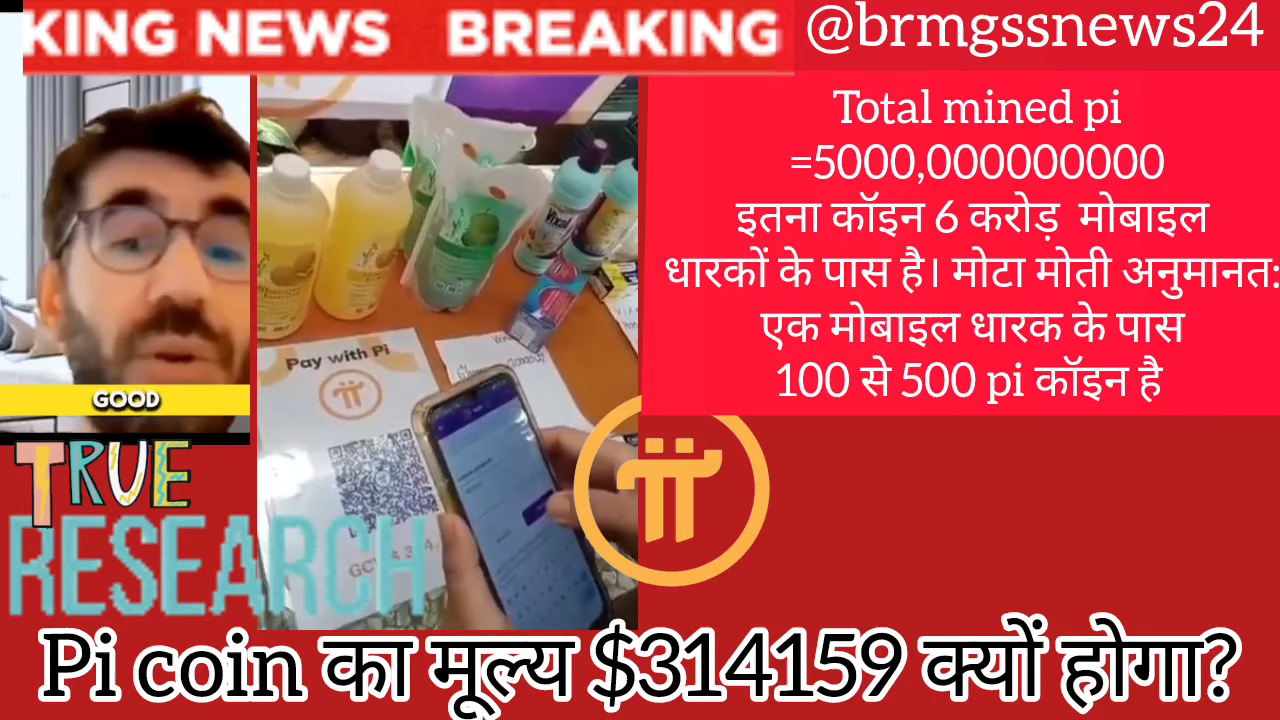 KING NEWS BREAKING
@brmgssnews24
Total mined pi
=5000,000000000
इतना कॉइन 6 करोड़ मोबाइल
धारकों के पास है। मोटा मोती अनुमानत:
एक मोबाइल धारक के पास
100 से 500 pi कॉइन है
Vixal
Pay with Pi
GOOD
TRUE
RESEARCH
Pi coin का मूल्य $314159 क्यों होगा?